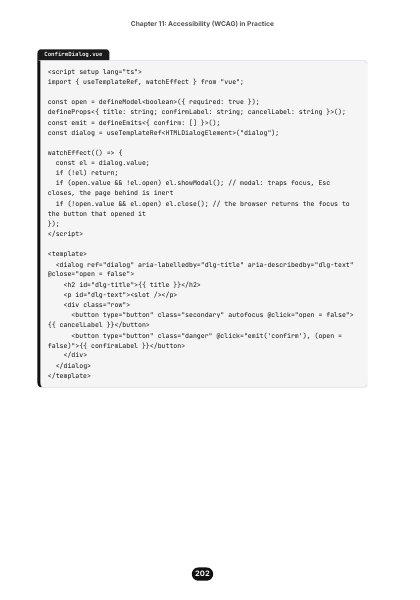 Chapter 11: Accessibility (WCAG) in Practice
ConfirmDialog.vue
<script setup lang="ts">
import { useTemplateRef, watchEffect } from "vue";
const open = defineModel<boolean>({ required: true });
defineProps<{ title: string; confirmLabel: string; cancelLabel: string }>();
const emit = defineEmits<{ confirm: [] }>();
const dialog = useTemplateRef<HTMLDialogElement>("dialog");
watchEffect(() => {
  const el = dialog.value;
  if (!el) return;
  if (open.value && !el.open) el.showModal(); // modal: traps focus, Esc
closes, the page behind is inert
  if (!open.value && el.open) el.close(); // the browser returns the focus to
the button that opened it
});
</script>
<template>
  <dialog ref="dialog" aria-labelledby="dlg-title" aria-describedby="dlg-text"
@close="open = false">
    <h2 id="dlg-title">{{ title }}</h2>
    <p id="dlg-text"><slot /></p>
    <div class="row">
      <button type="button" class="secondary" autofocus @click="open = false">
{{ cancelLabel }}</button>
      <button type="button" class="danger" @click="emit('confirm'), (open =
false)">{{ confirmLabel }}</button>
    </div>
  </dialog>
</template>
202